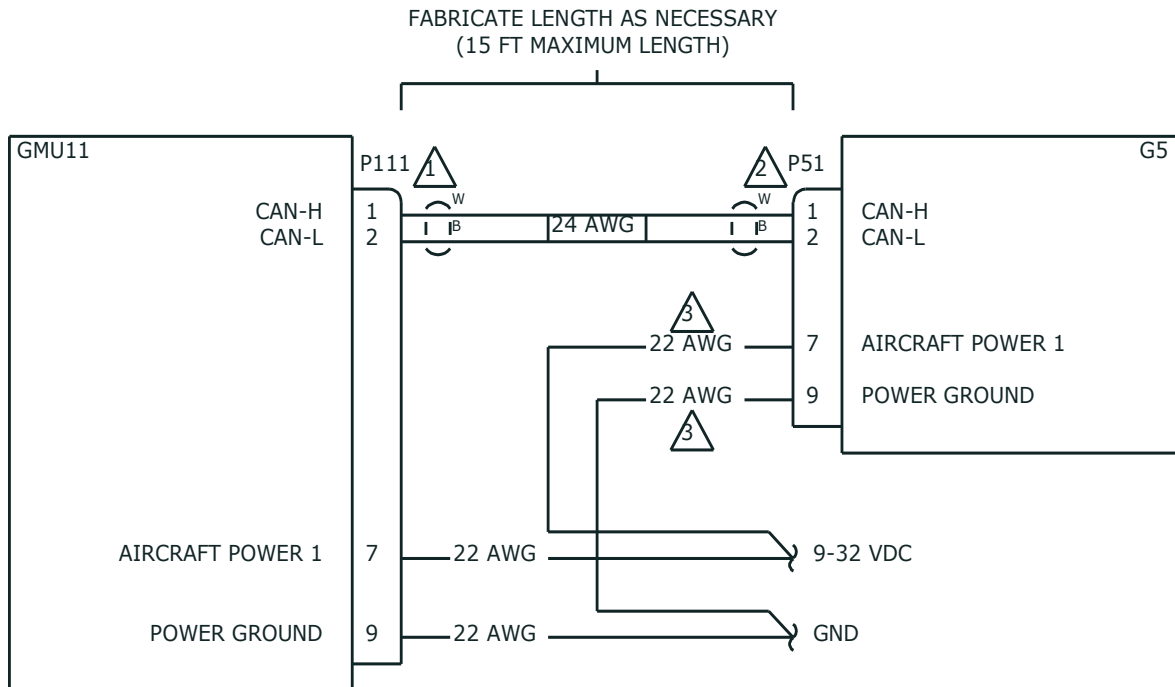 FABRICATE LENGTH AS NECESSARY
(15 FT MAXIMUM LENGTH)
GMU11
P111
1
2
P51
G5
CAN-H
1
W
W
1
CAN-H
CAN-L
2
B
24 AWG
B
2
CAN-L
3
22 AWG
7
AIRCRAFT POWER 1
22 AWG
9
POWER GROUND
3
AIRCRAFT POWER 1
7
22 AWG
9-32 VDC
POWER GROUND
9
22 AWG
GND